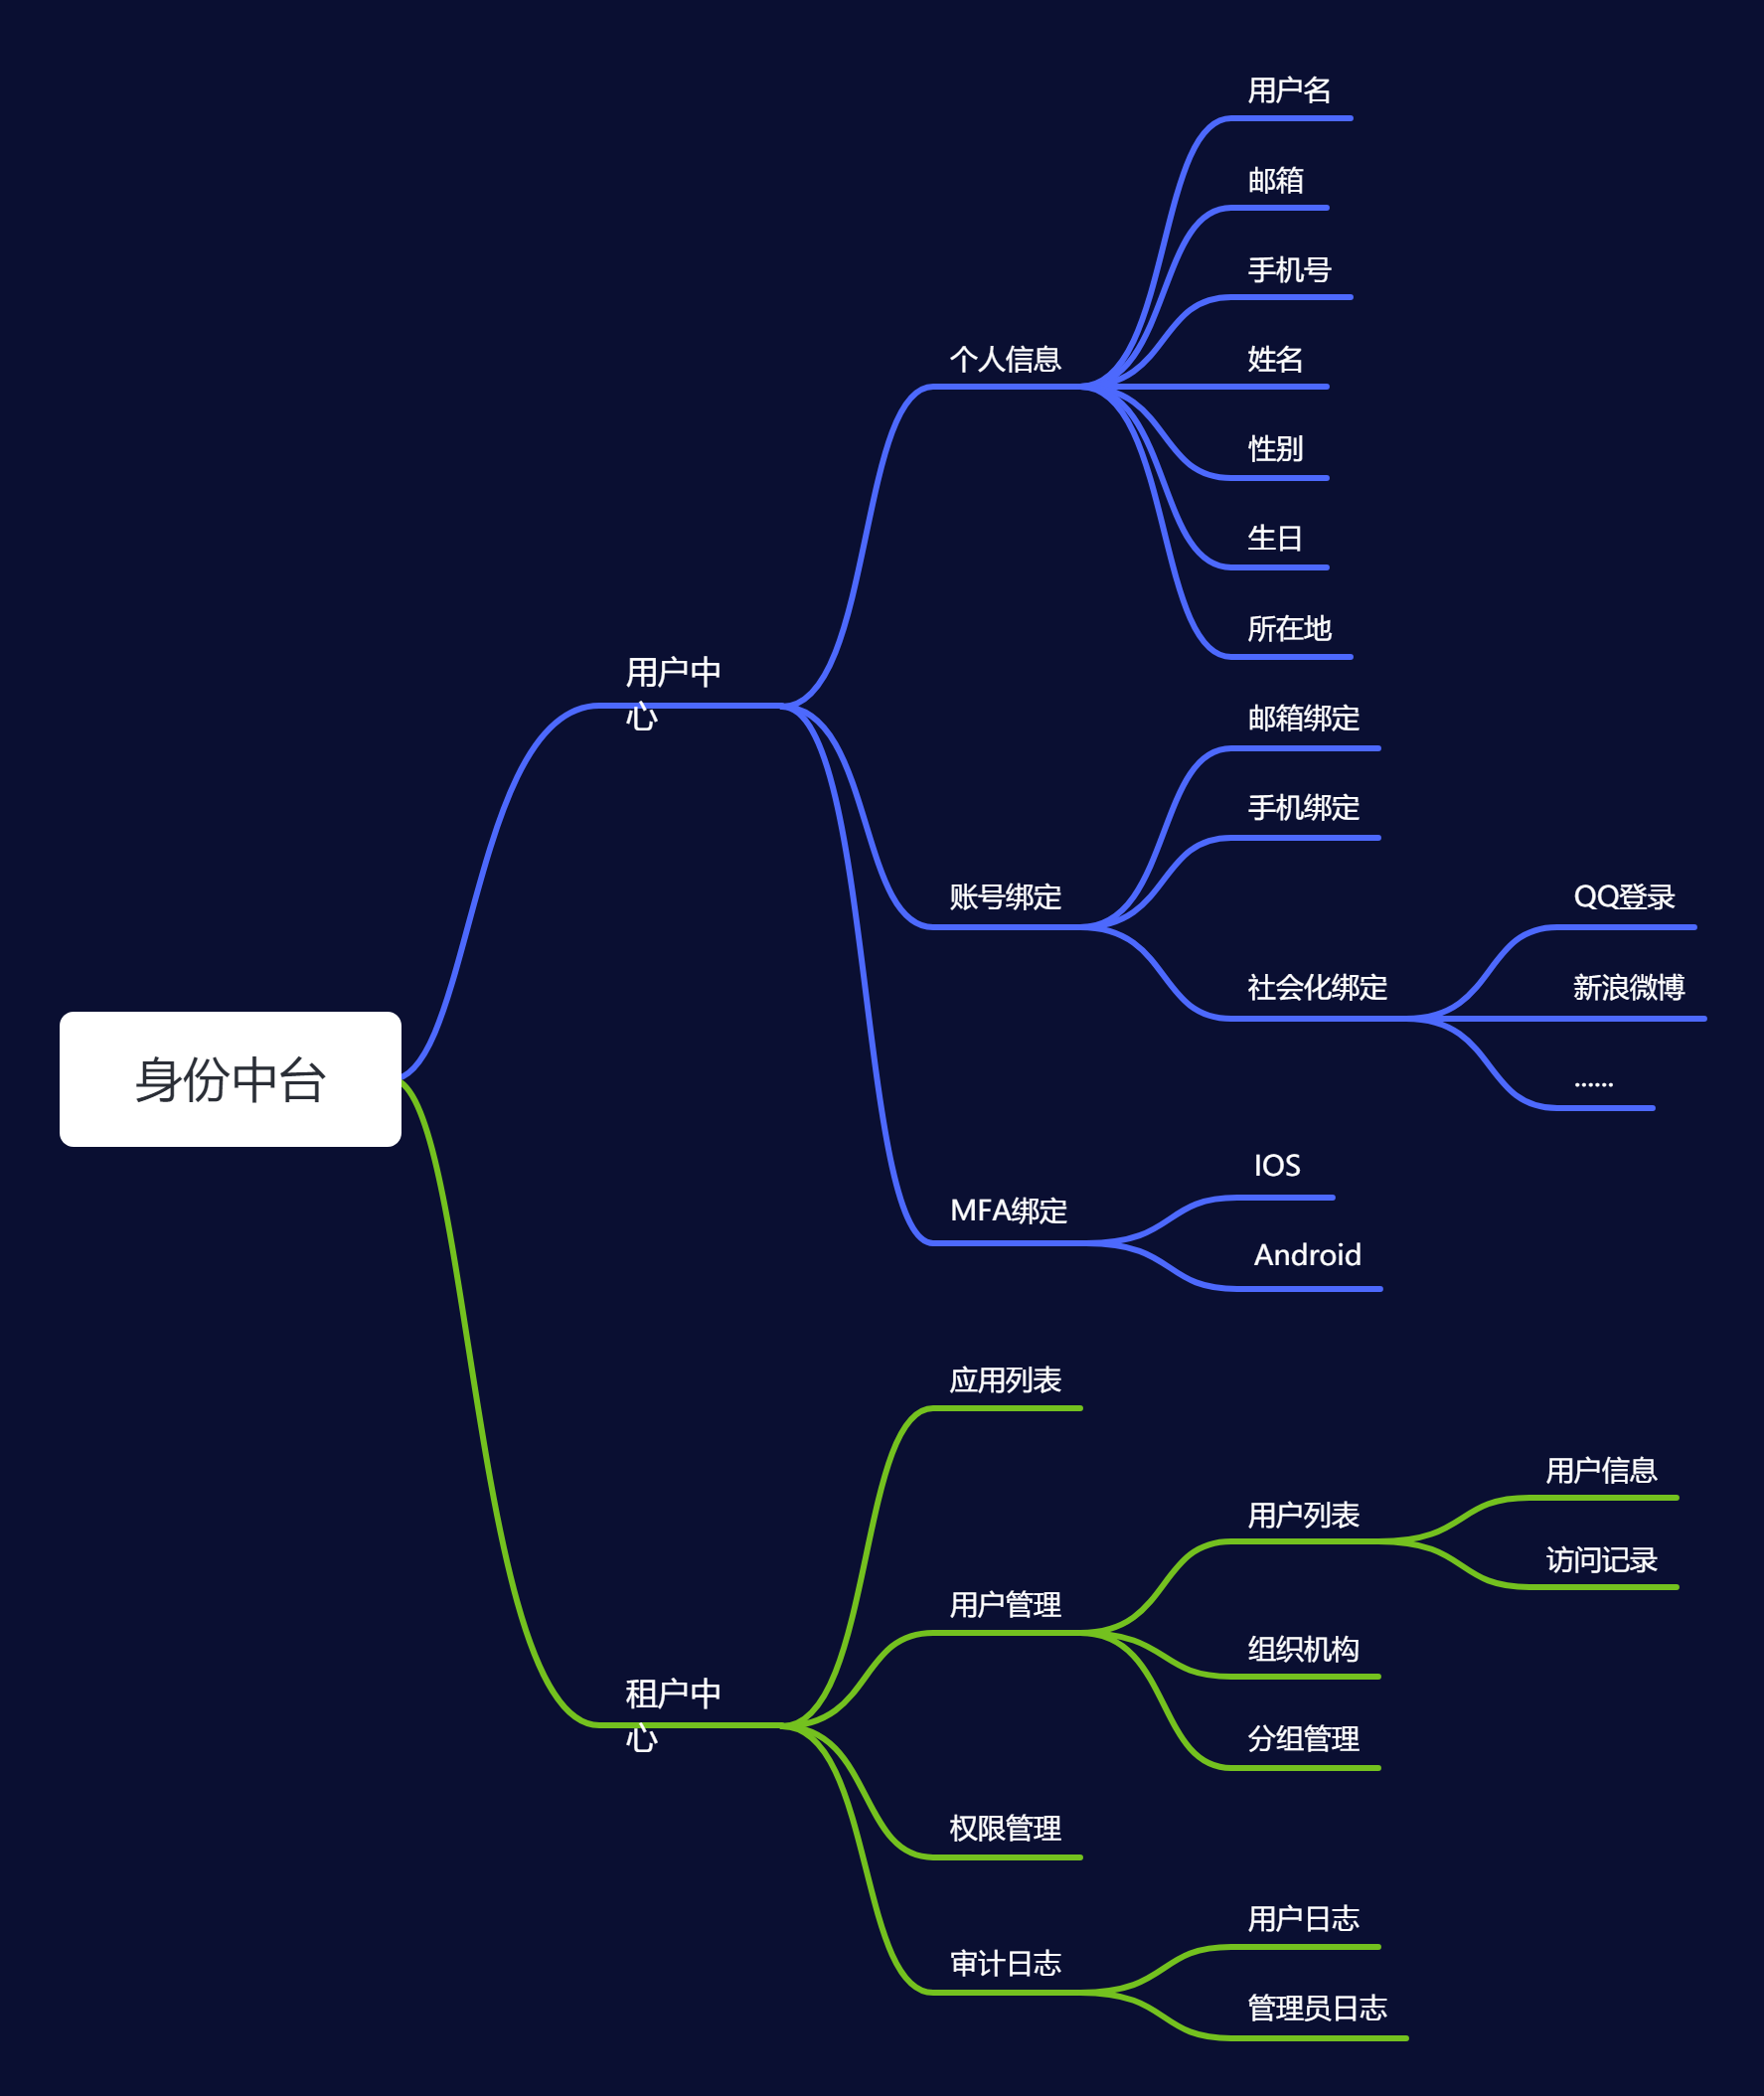 身份中台
用户中
心
个人信息
用户名
邮箱
手机号
姓名
性别
生日
所在地
账号绑定
邮箱绑定
手机绑定
社会化绑定
QQ登录
新浪微博
......
MFA绑定
IOS
Android
租户中
心
应用列表
用户管理
用户列表
用户信息
访问记录
组织机构
分组管理
权限管理
审计日志
用户日志
管理员日志